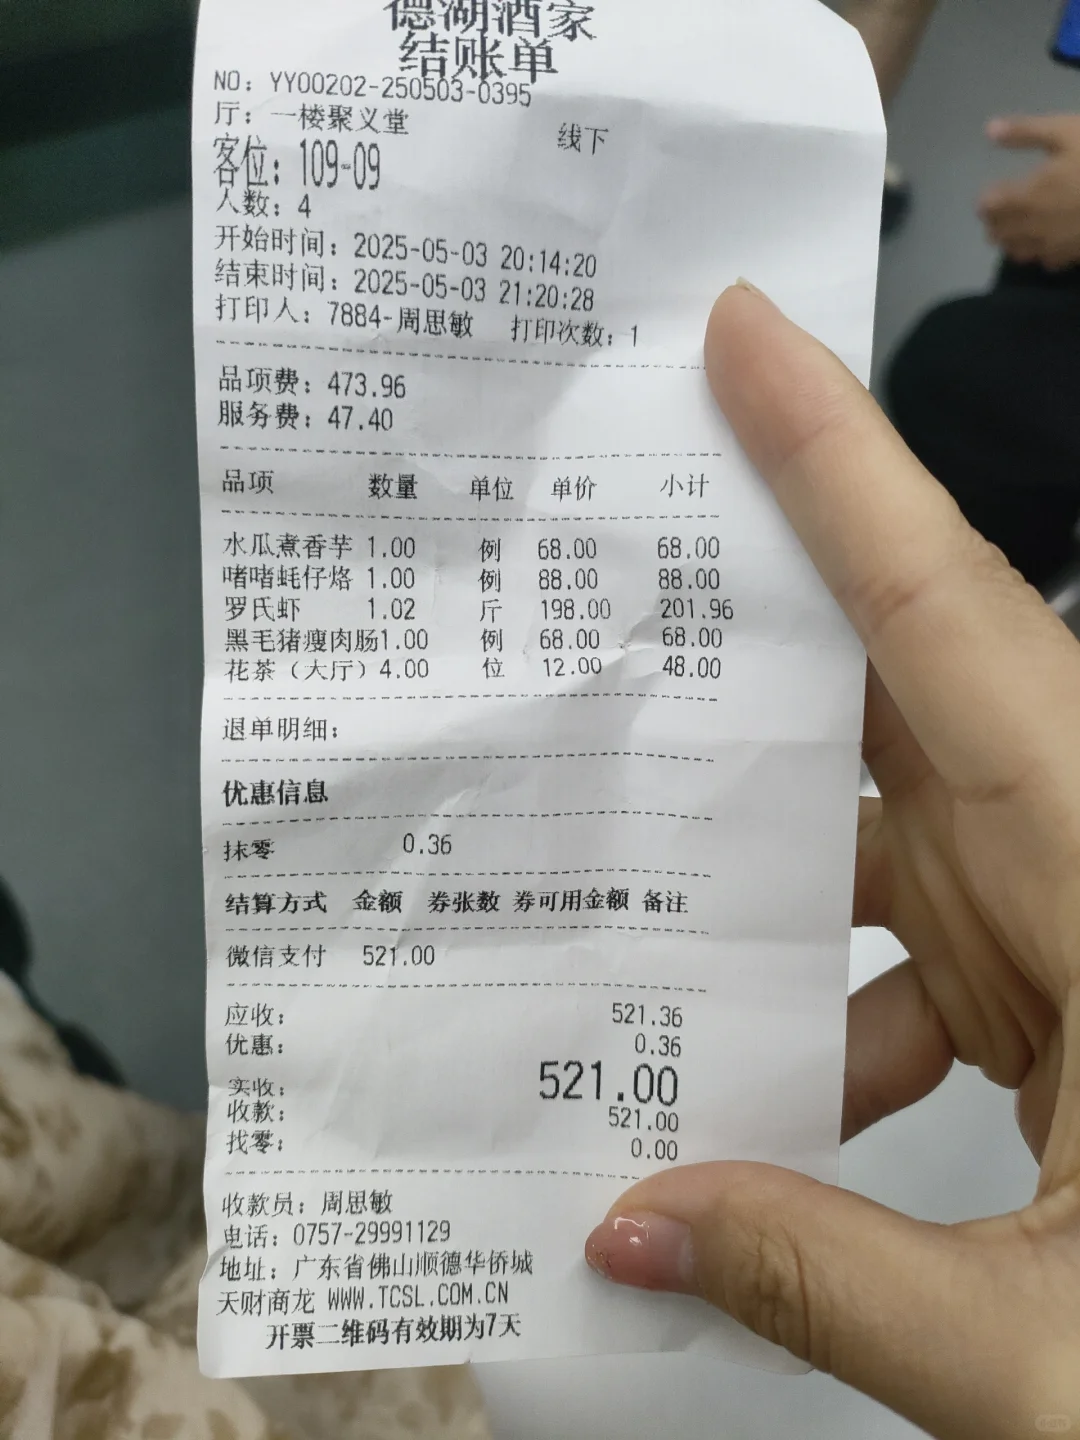 德湖酒家
结账单
NO: YY00202-250503-0395
厅: 一楼聚义堂
线下
客位: 109-09
人数: 4
开始时间: 2025-05-03 20:14:20
结束时间: 2025-05-03 21:20:28
打印人: 7884-周思敏 打印次数: 1
品项费: 473.96
服务费: 47.40
品项 数量 单位 单价 小计
水瓜煮香芋 1.00 例 68.00 68.00
啫啫蚝仔烙 1.00 例 88.00 88.00
罗氏虾 1.02 斤 198.00 201.96
黑毛猪瘦肉肠1.00 例 68.00 68.00
花茶（大厅）4.00 位 12.00 48.00
退单明细:
优惠信息
抹零 0.36
结算方式 金额 券张数 券可用金额 备注
微信支付 521.00
应收: 521.36
优惠: 0.36
实收: 521.00
收款: 521.00
找零: 0.00
收款员: 周思敏
电话: 0757-29991129
地址: 广东省佛山顺德华侨城
天财商龙 WWW.TCSL.COM.CN
开票二维码有效期为7天